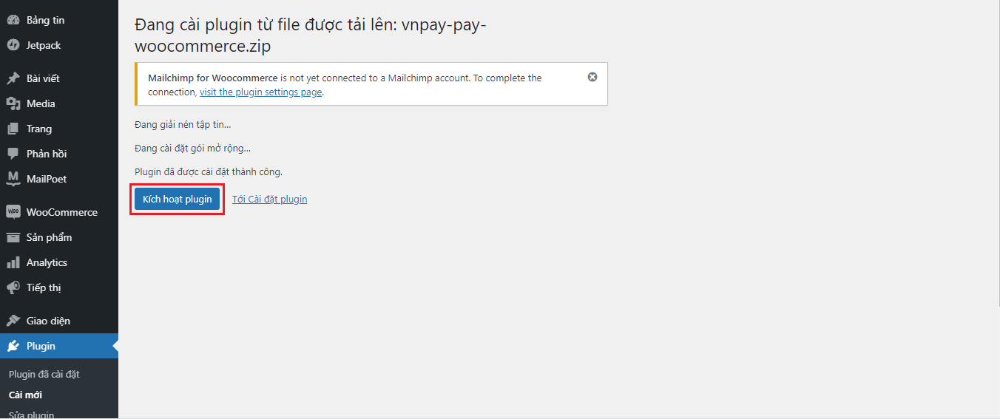 Bảng tin
Jetpack
Bài viết
Media
Trang
Phản hồi
MailPoet
WooCommerce
Sản phẩm
Analytics
Tiếp thị
Giao diện
Plugin
Plugin đã cài đặt
Cài mới
Sửa plugin
Đang cài plugin từ file được tải lên: vnpay-pay-
woocommerce.zip
Mailchimp for Woocommerce is not yet connected to a Mailchimp account. To complete the
connection, visit the plugin settings page.
Đang giải nén tập tin...
Đang cài đặt gói mở rộng...
Plugin đã được cài đặt thành công.
Kích hoạt plugin Tới Cài đặt plugin